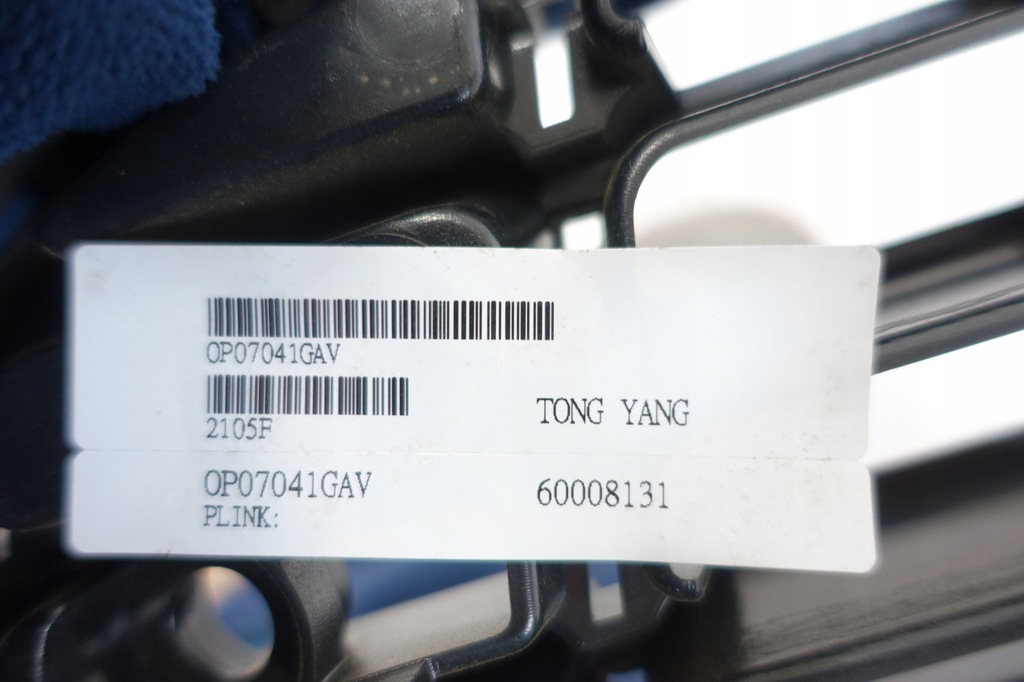 OP07041GAV
2105F
TONG YANG
OP07041GAV
60008131
PLINK: